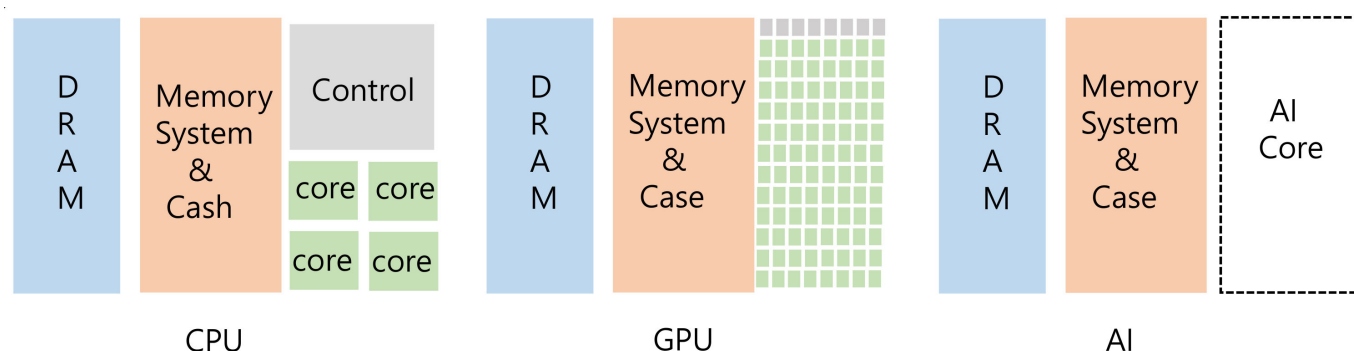 D
R
A
M
Memory
System
&
Cash
Control
core core
core core
CPU
D
R
A
M
Memory
System
&
Case
GPU
D
R
A
M
Memory
System
&
Case
AI
Core
AI